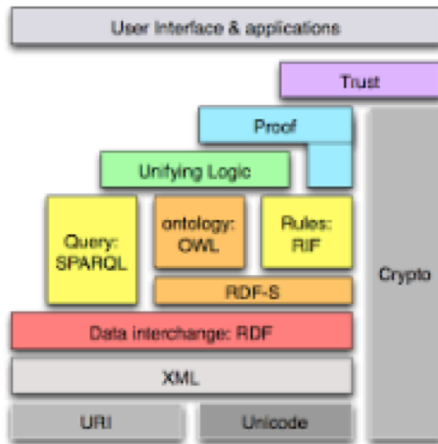 User Interface & applications
Trust
Proof
Unifying Logic
Query:
SPARQL
ontology:
OWL
Rules:
RIF
Crypto
RDF-S
Data interchange: RDF
XML
URI
Unicode